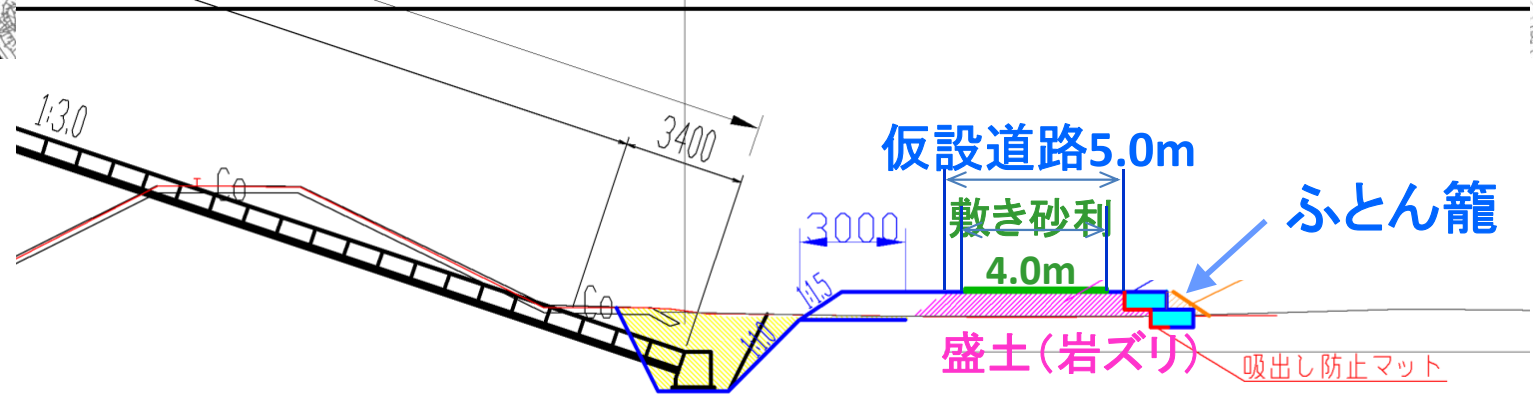 1:3.0
3400
仮設道路5.0m
ふとん籠
Co
敷き砂利
3000
4.0m
1:1.5
Co
1:1.0
盛土(岩ズリ)
吸出し防止マット